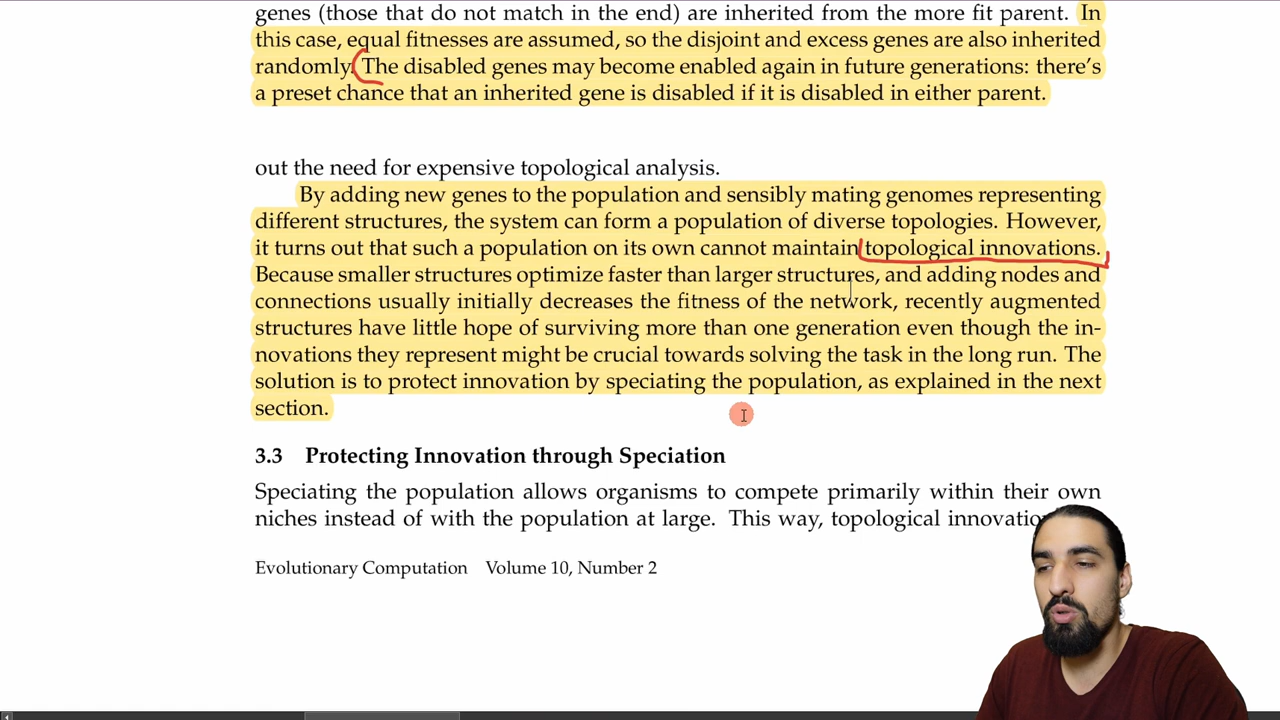 genes (those that do not match in the end) are inherited from the more fit parent. In
this case, equal fitnesses are assumed, so the disjoint and excess genes are also inherited
randomly. The disabled genes may become enabled again in future generations: there's
a preset chance that an inherited gene is disabled if it is disabled in either parent.
out the need for expensive topological analysis.
By adding new genes to the population and sensibly mating genomes representing
different structures, the system can form a population of diverse topologies. However,
it turns out that such a population on its own cannot maintain topological innovations.
Because smaller structures optimize faster than larger structures, and adding nodes and
connections usually initially decreases the fitness of the network, recently augmented
structures have little hope of surviving more than one generation even though the in-
novations they represent might be crucial towards solving the task in the long run. The
solution is to protect innovation by speciating the population, as explained in the next
section.
3.3 Protecting Innovation through Speciation
Speciating the population allows organisms to compete primarily within their own
niches instead of with the population at large. This way, topological
Evolutionary Computation Volume 10, Number 2